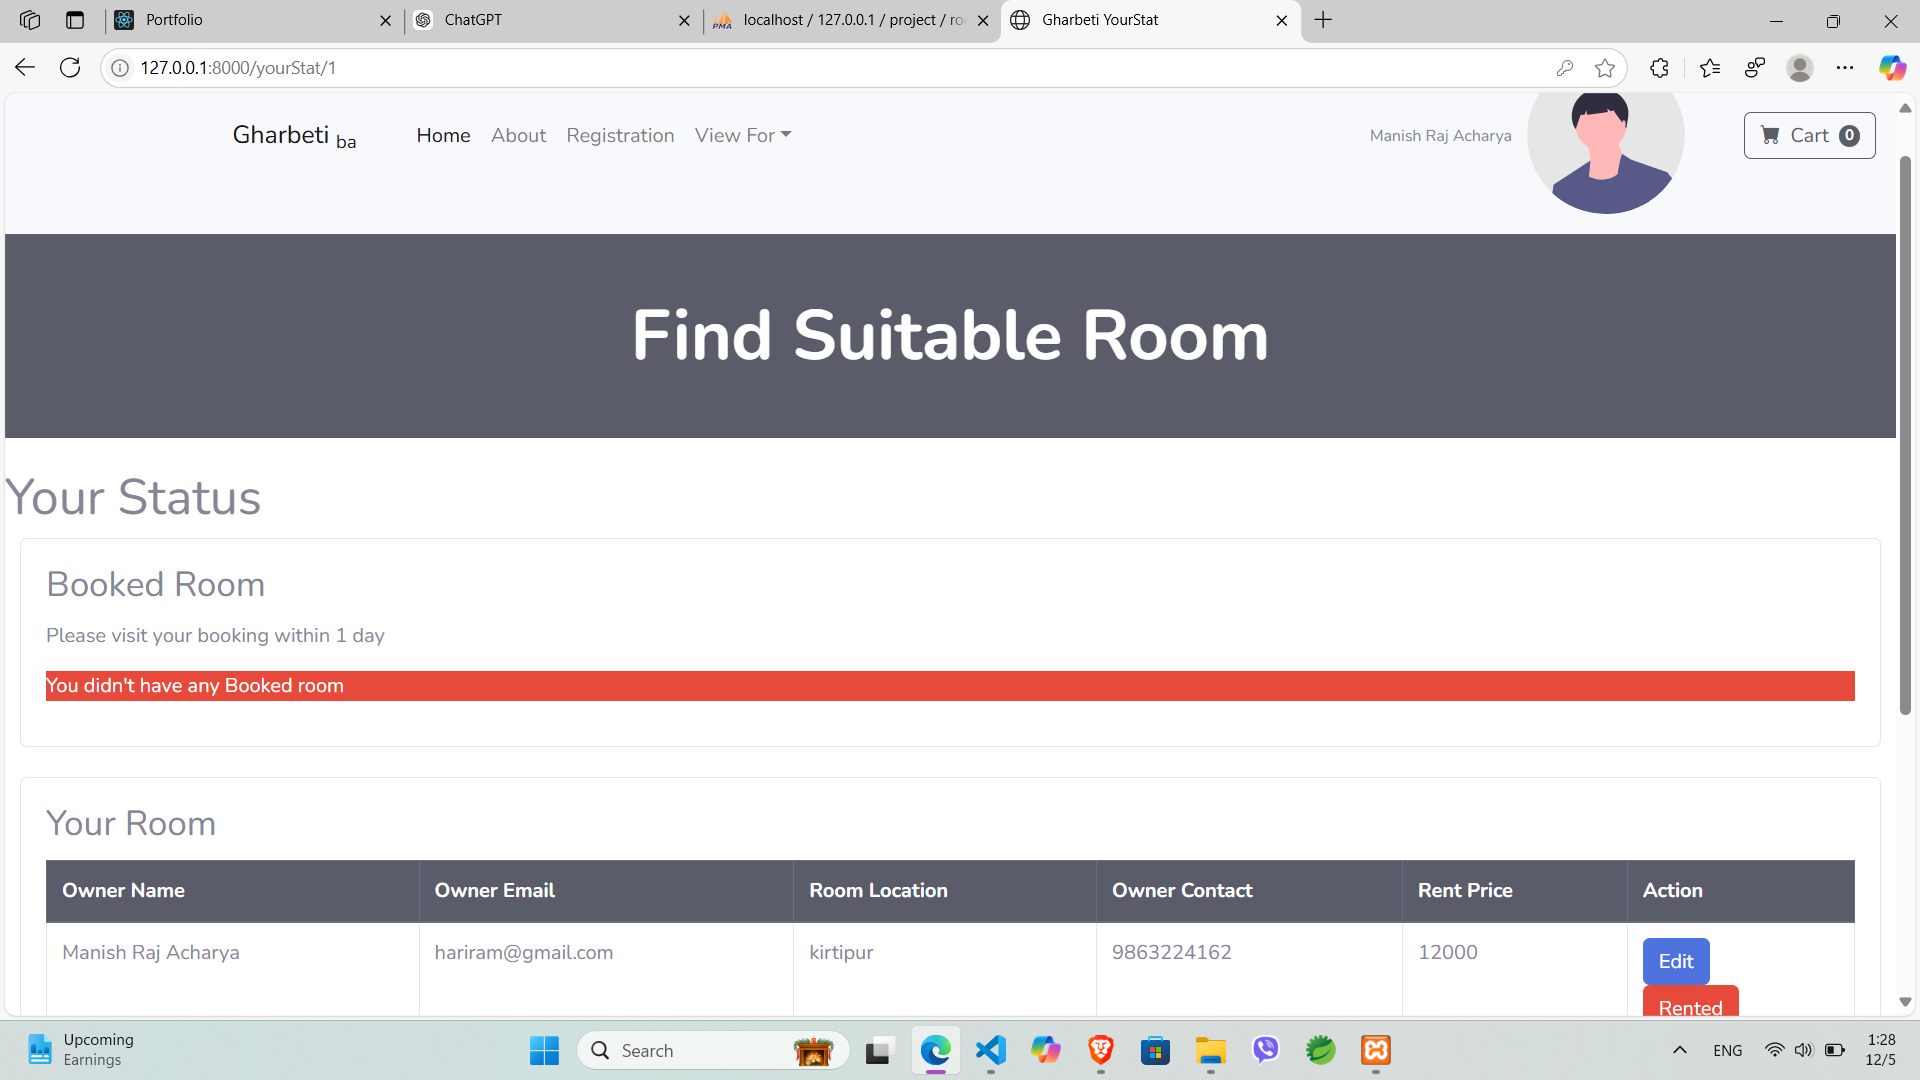 Portfolio
ChatGPT
localhost / 127.0.0.1 / project / ro
Gharbeti YourStat
127.0.0.1:8000/yourStat/1
Gharbeti ba
Home About Registration View For
Manish Raj Acharya
Cart 0
Find Suitable Room
Your Status
Booked Room
Please visit your booking within 1 day
You didn't have any Booked room
Your Room
Owner Name Owner Email Room Location Owner Contact Rent Price Action
Manish Raj Acharya hariram@gmail.com kirtipur 9863224162 12000 Edit
Rented
Upcoming
Earnings
Search
ENG
1:28
12/5